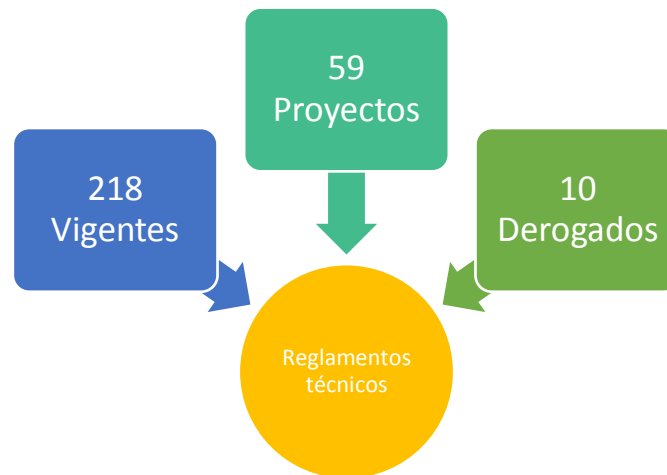 59
Proyectos
218
Vigentes
10
Derogados
Reglamentos
técnicos